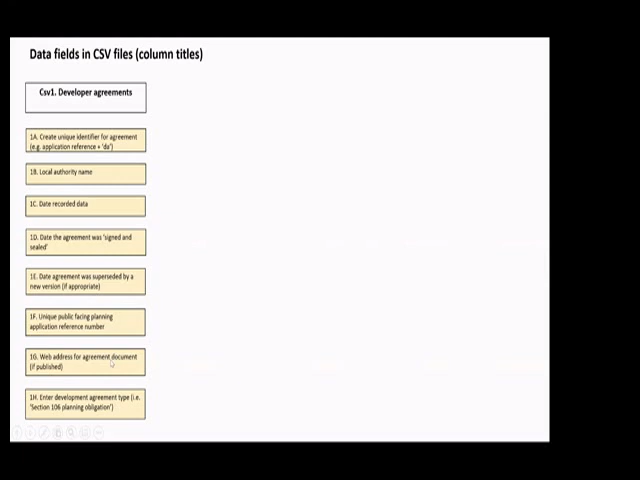 Data fields in CSV files (column titles)
Csv1. Developer agreements
1A. Create unique identifier for agreement
(e.g. application reference + 'da')
1B. Local authority name
1C. Date recorded data
1D. Date the agreement was 'signed and
sealed'
1E. Date agreement was superseded by a
new version (if appropriate)
1F. Unique public facing planning
application reference number
1G. Web address for agreement document
(if published)
1H. Enter development agreement type (i.e.
'Section 106 planning obligation')